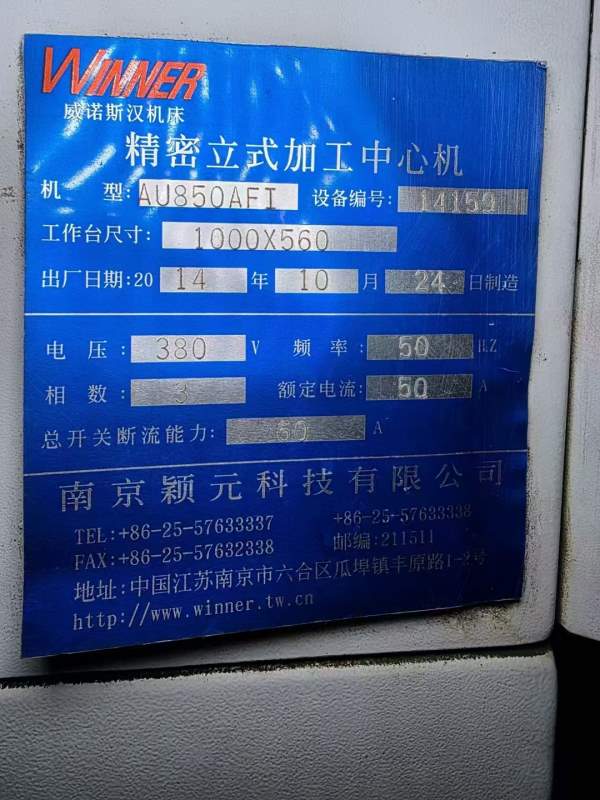 WINNER
威诺斯汉机床
精密立式加工中心机
机 型: AU850AFI 设备编号: 14159
工作台尺寸: 1000X560
出厂日期:20 14 年 10 月 24 日制造
电 压: 380 V 频 率: 50 HZ
相 数: 3 额定电流: 50 A
总开关断流能力: 60 A
南京颖元科技有限公司
TEL:+86-25-57633337 +86-25-57633338
FAX:+86-25-57632338 邮编:211511
地址:中国江苏南京市六合区瓜埠镇丰原路1-2号
http://www.winner.tw.cn